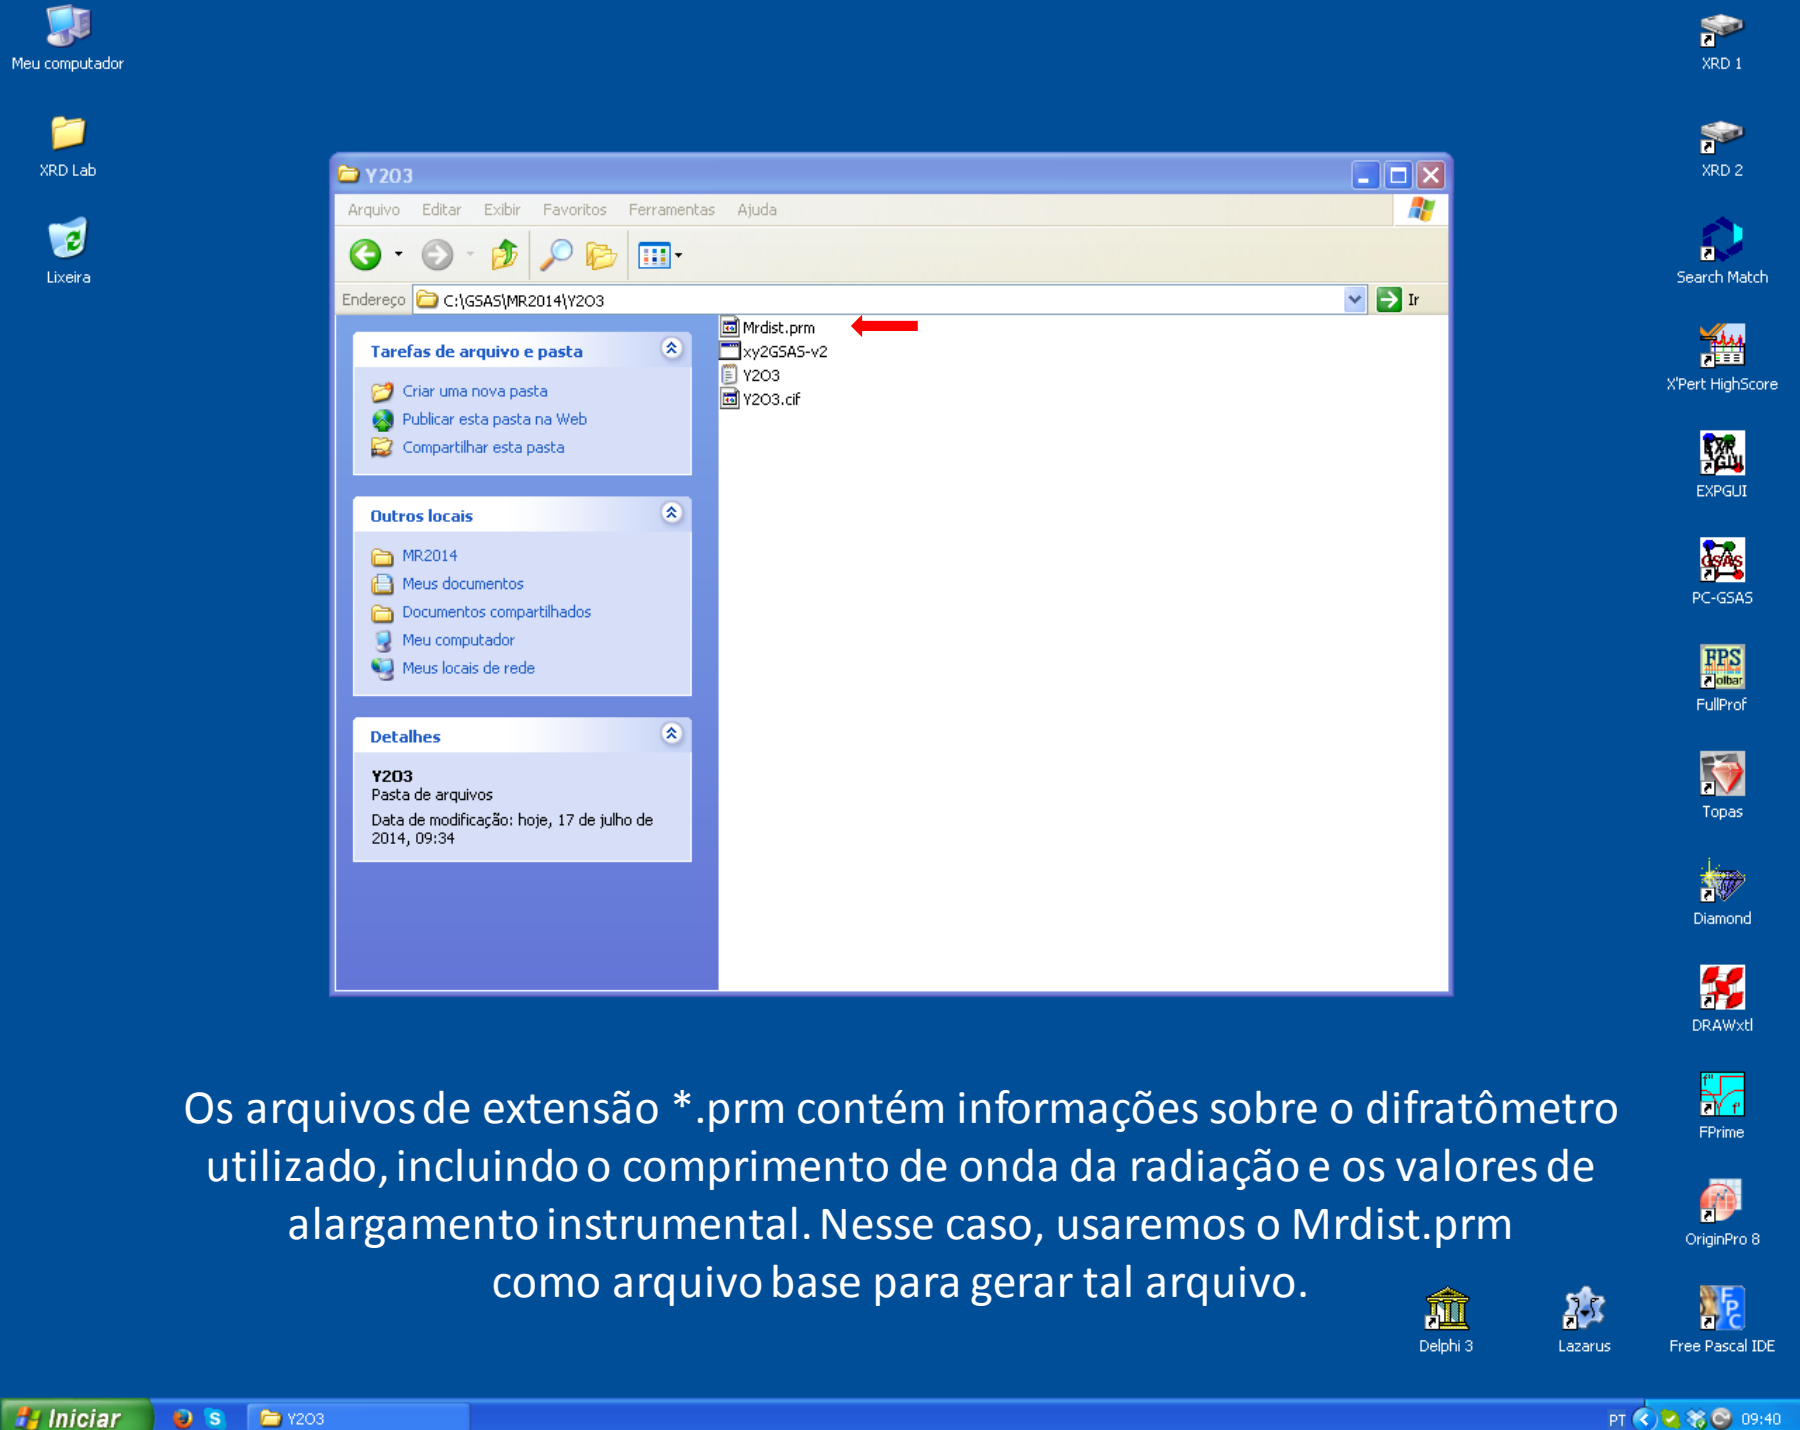 Meu computador
XRD Lab
Lixeira
Y2O3
Arquivo Editar Exibir Favoritos Ferramentas Ajuda
Endereço C:\GSAS\MR2014\Y2O3 Ir
Tarefas de arquivo e pasta
Criar uma nova pasta
Publicar esta pasta na Web
Compartilhar esta pasta
Outros locais
MR2014
Meus documentos
Documentos compartilhados
Meu computador
Meus locais de rede
Detalhes
Y2O3
Pasta de arquivos
Data de modificação: hoje, 17 de julho de
2014, 09:34
Mrdist.prm
xy2GSAS-v2
Y2O3
Y2O3.cif
XRD 1
XRD 2
Search Match
X'Pert HighScore
EXPGUI
GSAS
PC-GSAS
FPS
olbar
FullProf
Topas
Diamond
DRAWxtl
f''
f'
FPrime
OriginPro 8
Delphi 3
Lazarus
Free Pascal IDE
Os arquivos de extensão *.prm contém informações sobre o difratômetro
utilizado, incluindo o comprimento de onda da radiação e os valores de
alargamento instrumental. Nesse caso, usaremos o Mrdist.prm
como arquivo base para gerar tal arquivo.
Iniciar
Y2O3
PT
09:40